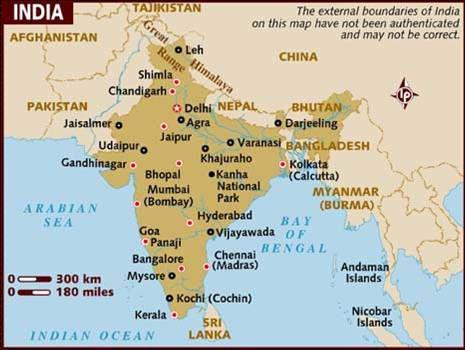 INDIA
TAJIKISTAN
The external boundaries of India
on this map have not been authenticated
and may not be correct.
AFGHANISTAN
Great
Himalaya
Range
Leh
CHINA
Shimla
Chandigarh
PAKISTAN
Delhi
NEPAL
BHUTAN
LP
Jaisalmer
Agra
Darjeeling
Jaipur
Varanasi
Udaipur
BANGLADESH
Khajuraho
Gandhinagar
Kolkata
(Calcutta)
Bhopal
Kanha
National
Park
Mumbai
(Bombay)
MYANMAR
(BURMA)
ARABIAN
SEA
Hyderabad
BAY
OF
BENGAL
Goa
Panaji
Vijayawada
Bangalore
Chennai
(Madras)
300 km
180 miles
Mysore
Andaman
Islands
Kochi (Cochin)
Kerala
Nicobar
Islands
SRI
LANKA
INDIAN OCEAN
0
0